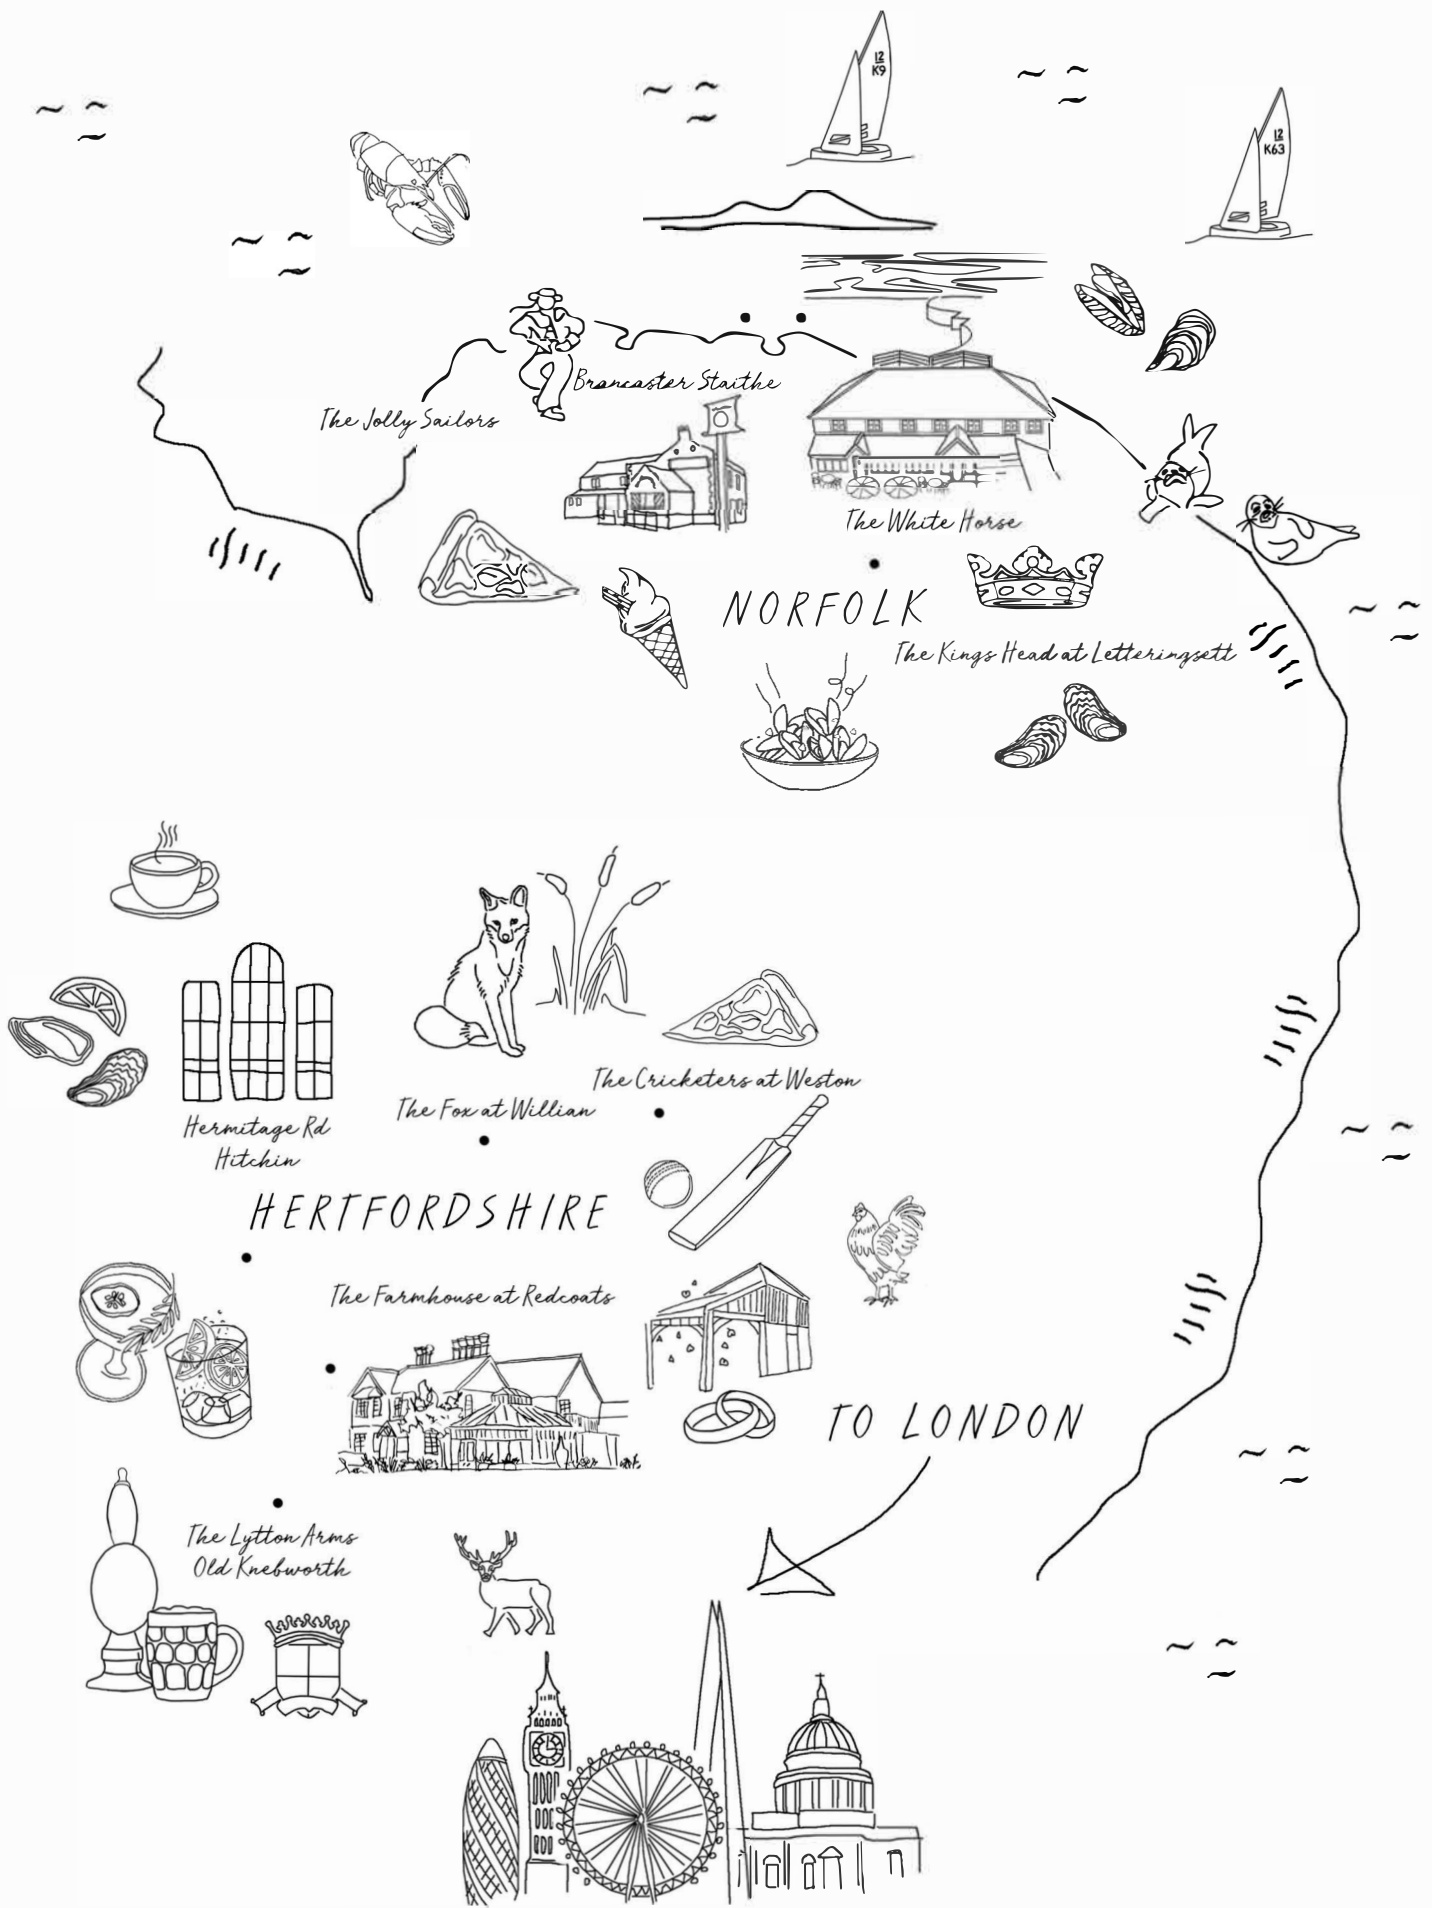 12
K9
12
K63
Brancaster Staithe
The Jolly Sailors
The White Horse
NORFOLK
The Kings Head at Letteringsett
The Cricketers at Weston
The Fox at Willian
Hermitage Rd
Hitchin
HERTFORDSHIRE
The Farmhouse at Redcoats
TO LONDON
The Lytton Arms
Old Knebworth